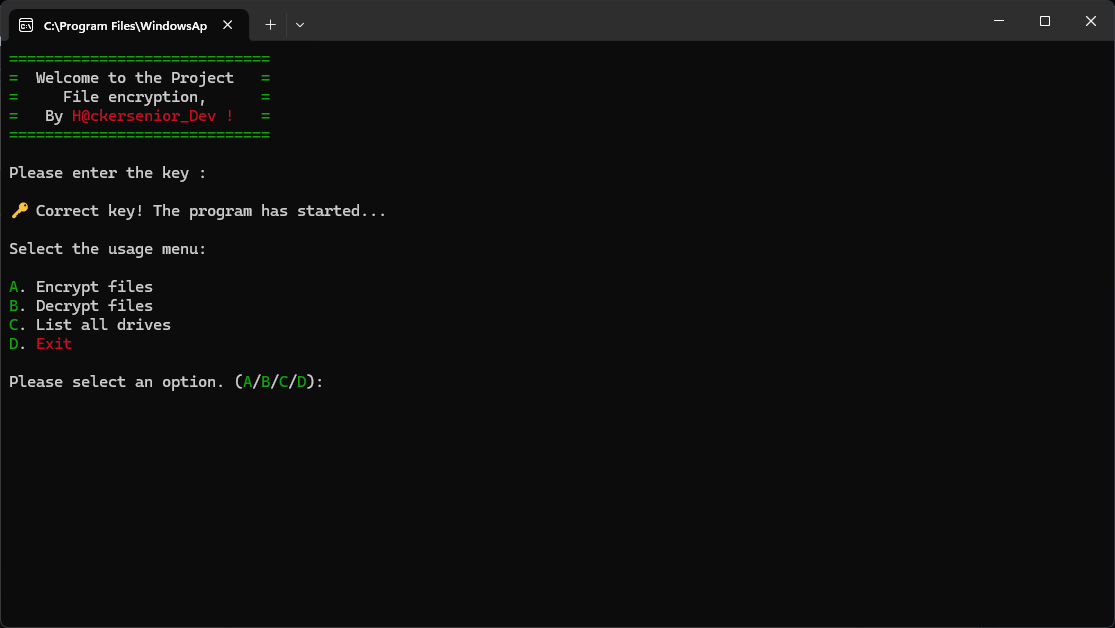 C:\Program Files\WindowsAp
=============================
=  Welcome to the Project   =
=     File encryption,      =
=   By H@ckersenior_Dev !   =
=============================
Please enter the key :
🔑 Correct key! The program has started...
Select the usage menu:
A. Encrypt files
B. Decrypt files
C. List all drives
D. Exit
Please select an option. (A/B/C/D):